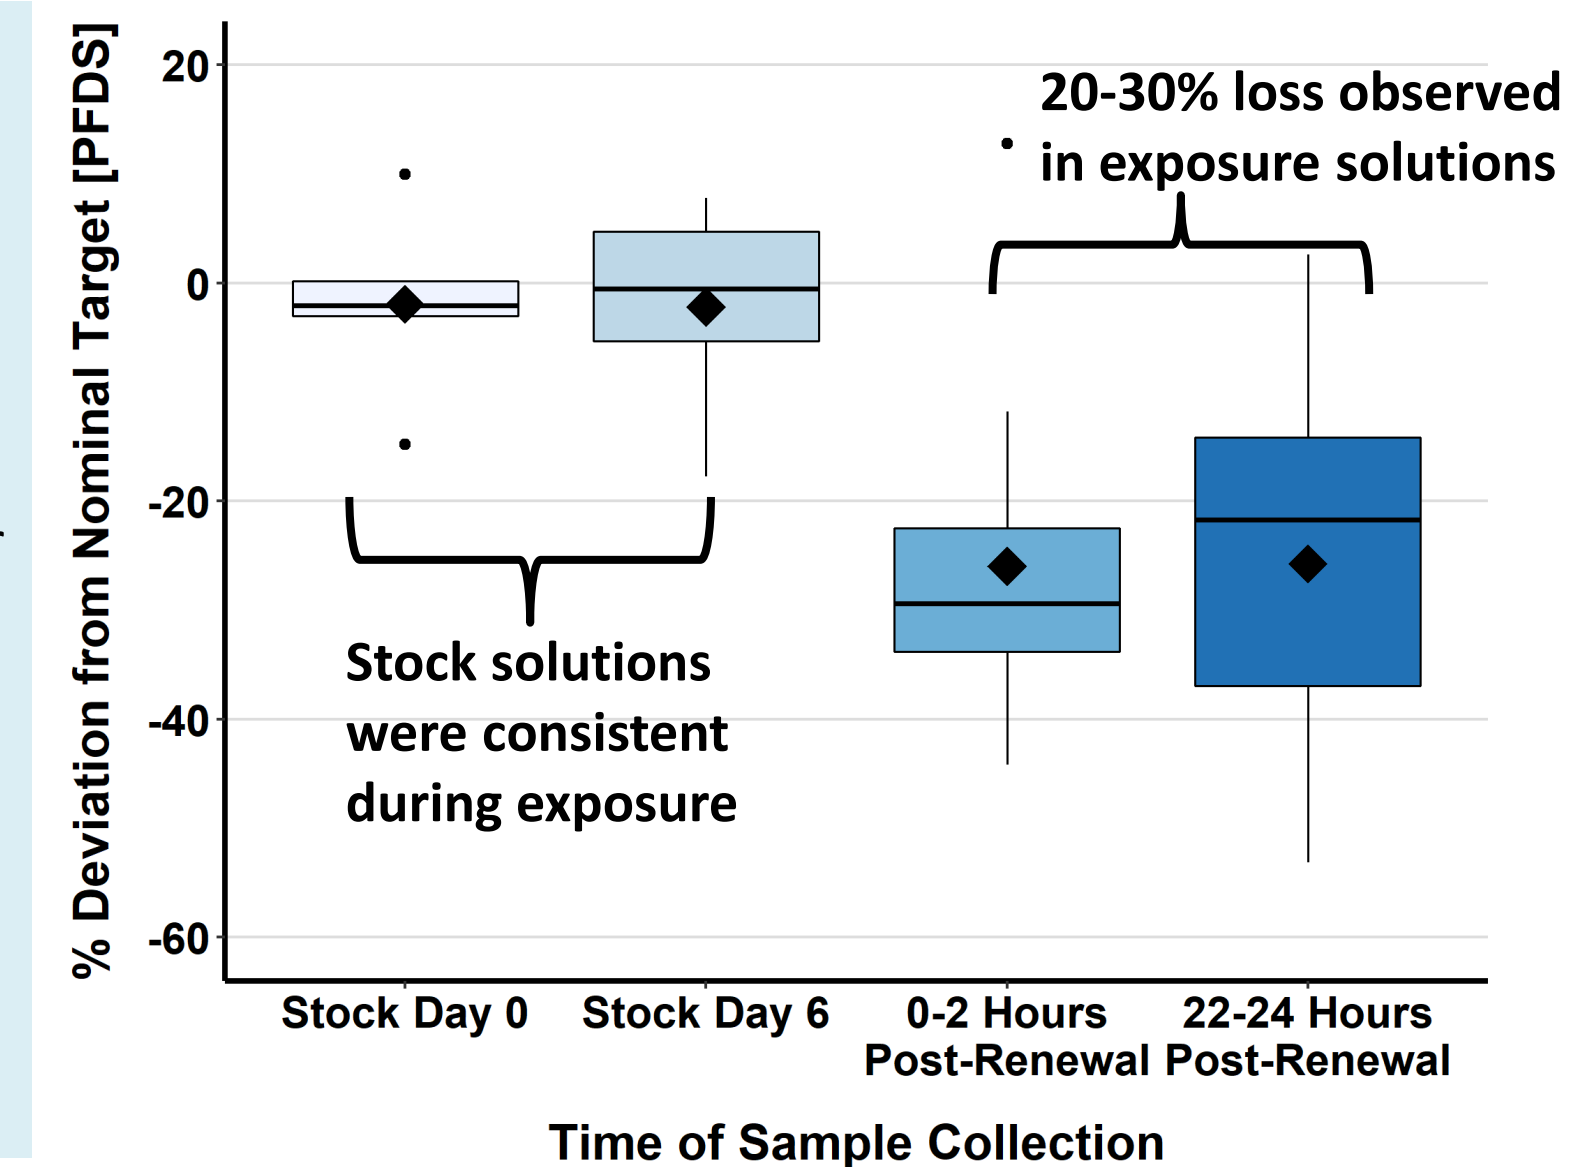 % Deviation from Nominal Target [PFDS]
20
0
-20
-40
-60
20-30% loss observed
in exposure solutions
Stock solutions
were consistent
during exposure
Stock Day 0
Stock Day 6
0-2 Hours
Post-Renewal
22-24 Hours
Post-Renewal
Time of Sample Collection